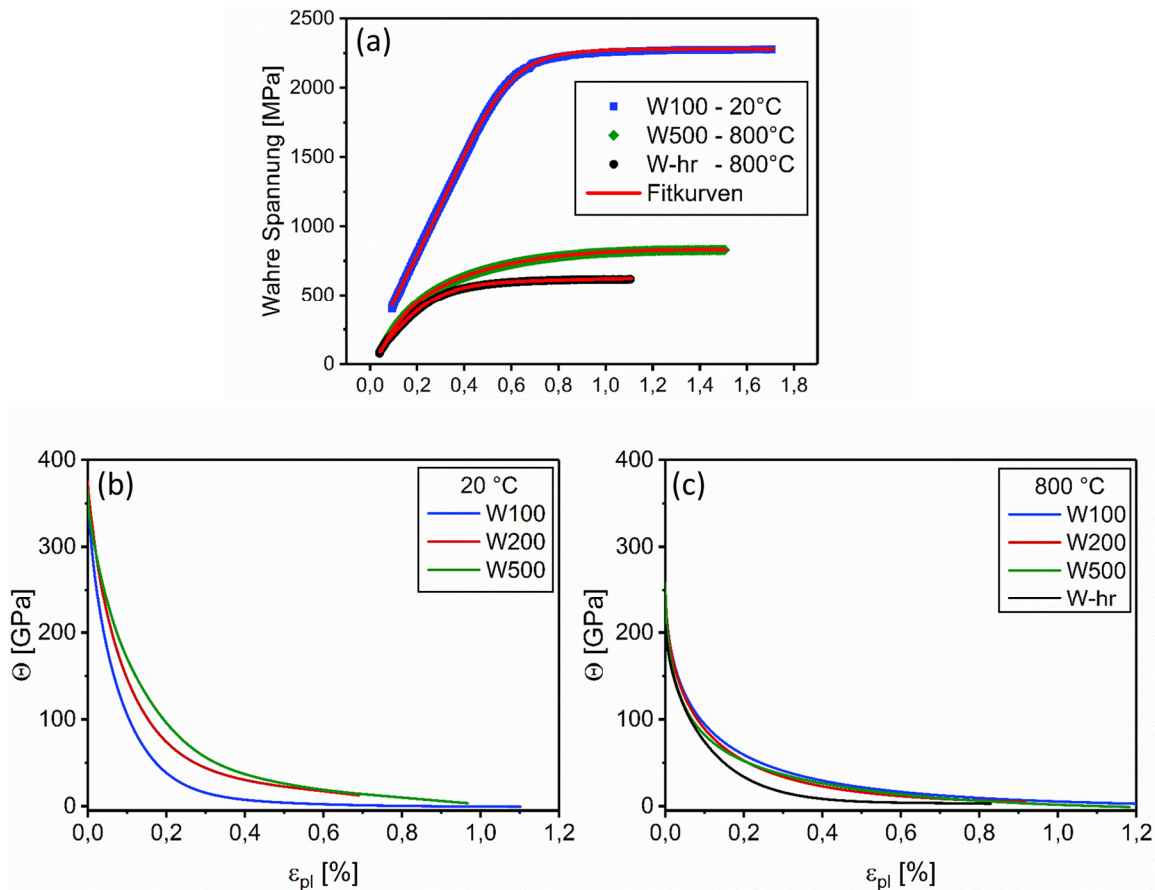 (a)
2500
2000
1500
1000
500
0
Wahre Spannung [MPa]
W100 - 20°C
W500 - 800°C
W-hr - 800°C
Fitkurven
0,0 0,2 0,4 0,6 0,8 1,0 1,2 1,4 1,6 1,8
(b)
400
300
200
100
0
Θ [GPa]
20 °C
W100
W200
W500
0,0 0,2 0,4 0,6 0,8 1,0 1,2
εpl [%]
(c)
400
300
200
100
0
Θ [GPa]
800 °C
W100
W200
W500
W-hr
0,0 0,2 0,4 0,6 0,8 1,0 1,2
εpl [%]